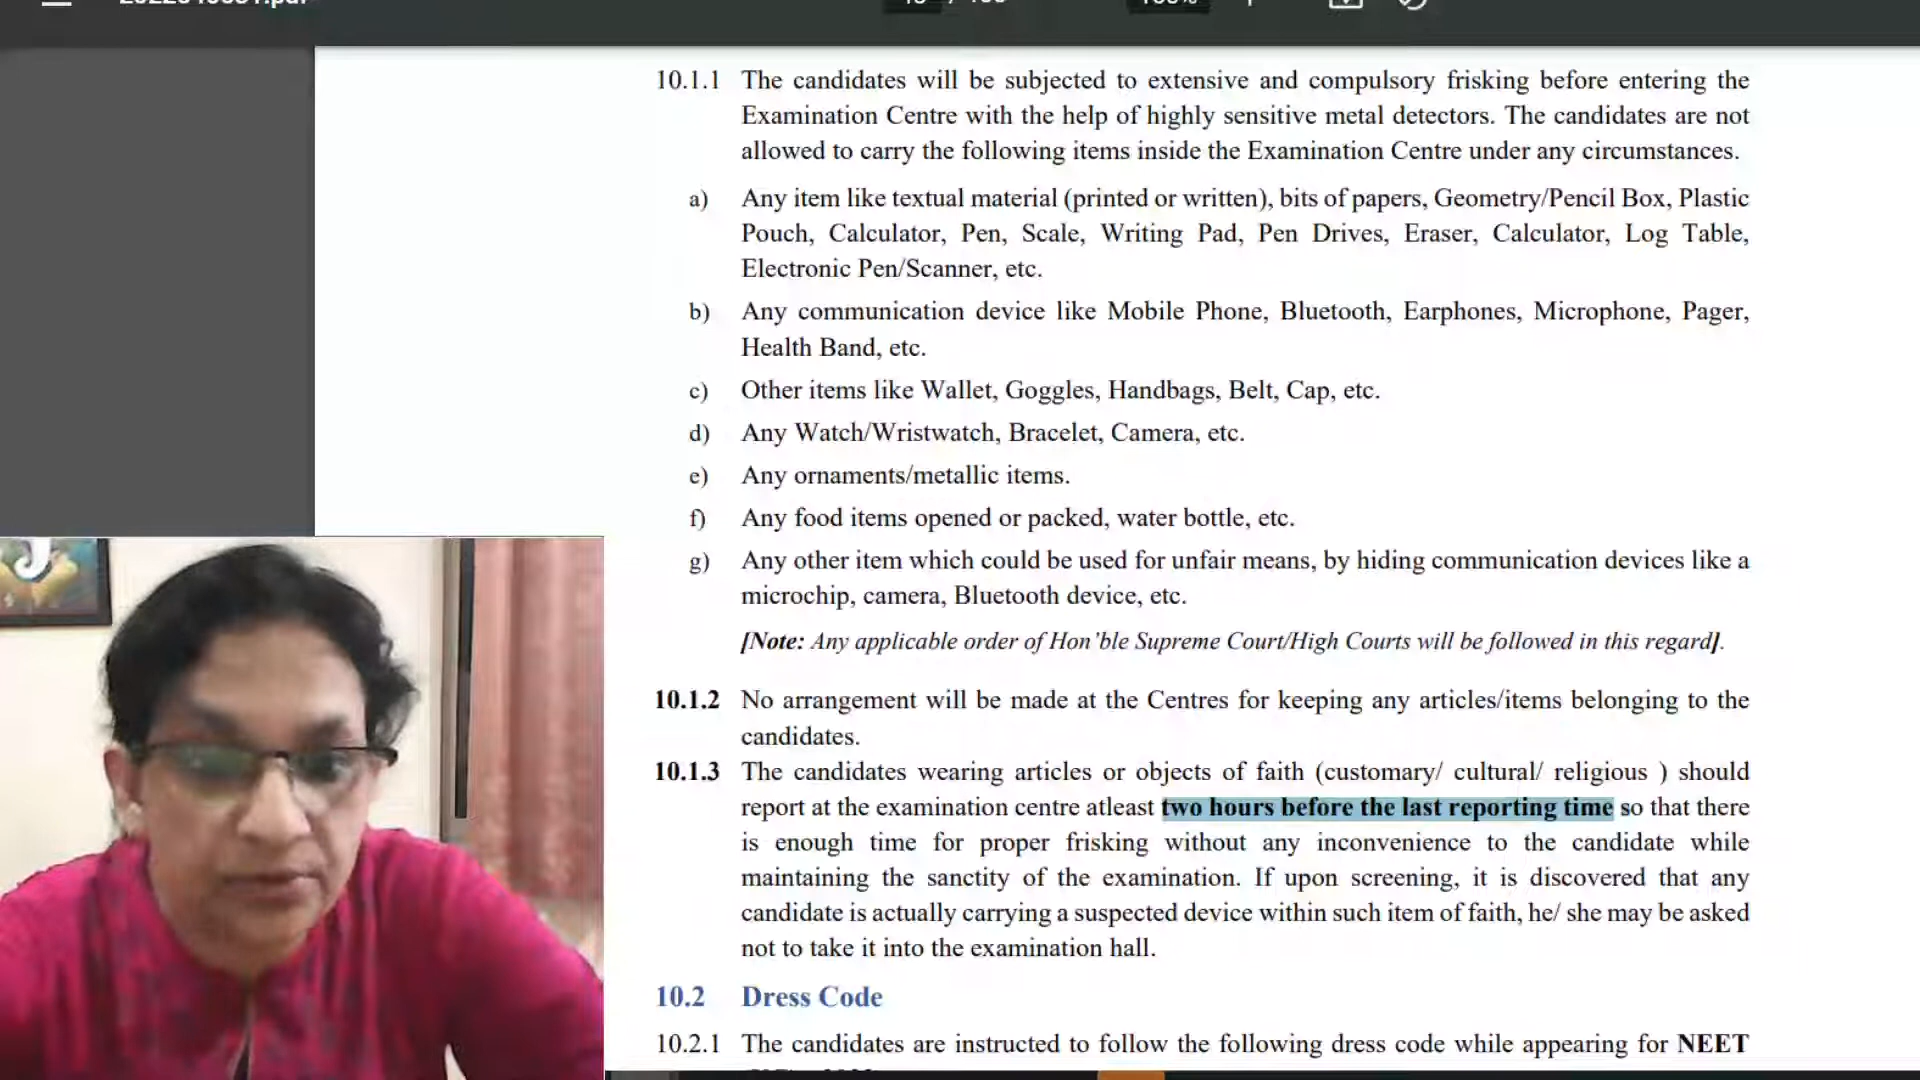 10.1.1 The candidates will be subjected to extensive and compulsory frisking before entering the
Examination Centre with the help of highly sensitive metal detectors. The candidates are not
allowed to carry the following items inside the Examination Centre under any circumstances.
a) Any item like textual material (printed or written), bits of papers, Geometry/Pencil Box, Plastic
Pouch, Calculator, Pen, Scale, Writing Pad, Pen Drives, Eraser, Calculator, Log Table,
Electronic Pen/Scanner, etc.
b) Any communication device like Mobile Phone, Bluetooth, Earphones, Microphone, Pager,
Health Band, etc.
c) Other items like Wallet, Goggles, Handbags, Belt, Cap, etc.
d) Any Watch/Wristwatch, Bracelet, Camera, etc.
e) Any ornaments/metallic items.
f) Any food items opened or packed, water bottle, etc.
g) Any other item which could be used for unfair means, by hiding communication devices like a
microchip, camera, Bluetooth device, etc.
[Note: Any applicable order of Hon’ble Supreme Court/High Courts will be followed in this regard].
10.1.2 No arrangement will be made at the Centres for keeping any articles/items belonging to the
candidates.
10.1.3 The candidates wearing articles or objects of faith (customary/ cultural/ religious ) should
report at the examination centre atleast two hours before the last reporting time so that there
is enough time for proper frisking without any inconvenience to the candidate while
maintaining the sanctity of the examination. If upon screening, it is discovered that any
candidate is actually carrying a suspected device within such item of faith, he/ she may be asked
not to take it into the examination hall.
10.2 Dress Code
10.2.1 The candidates are instructed to follow the following dress code while appearing for NEET